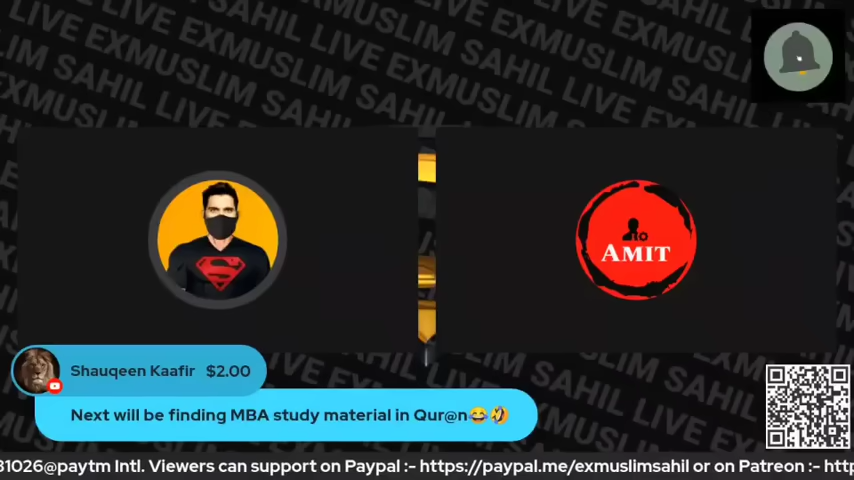 EXMUSLIM SAHIL LIVE EXMUSLIM SAHIL LIVE
AMIT
Shauqeen Kaafir $2.00
Next will be finding MBA study material in Qur@n😂🤣
81026@paytm Intl. Viewers can support on Paypal :- https://paypal.me/exmuslimsahil or on Patreon :- http